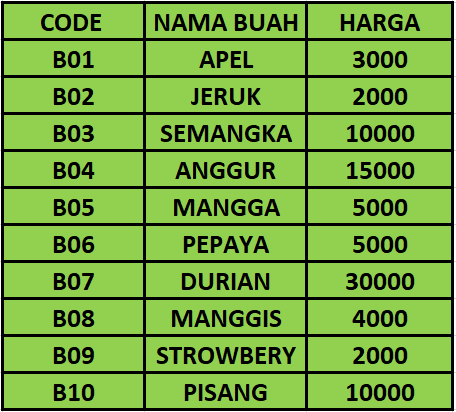 CODE NAMA BUAH HARGA
B01 APEL 3000
B02 JERUK 2000
B03 SEMANGKA 10000
B04 ANGGUR 15000
B05 MANGGA 5000
B06 PEPAYA 5000
B07 DURIAN 30000
B08 MANGGIS 4000
B09 STROWBERY 2000
B10 PISANG 10000